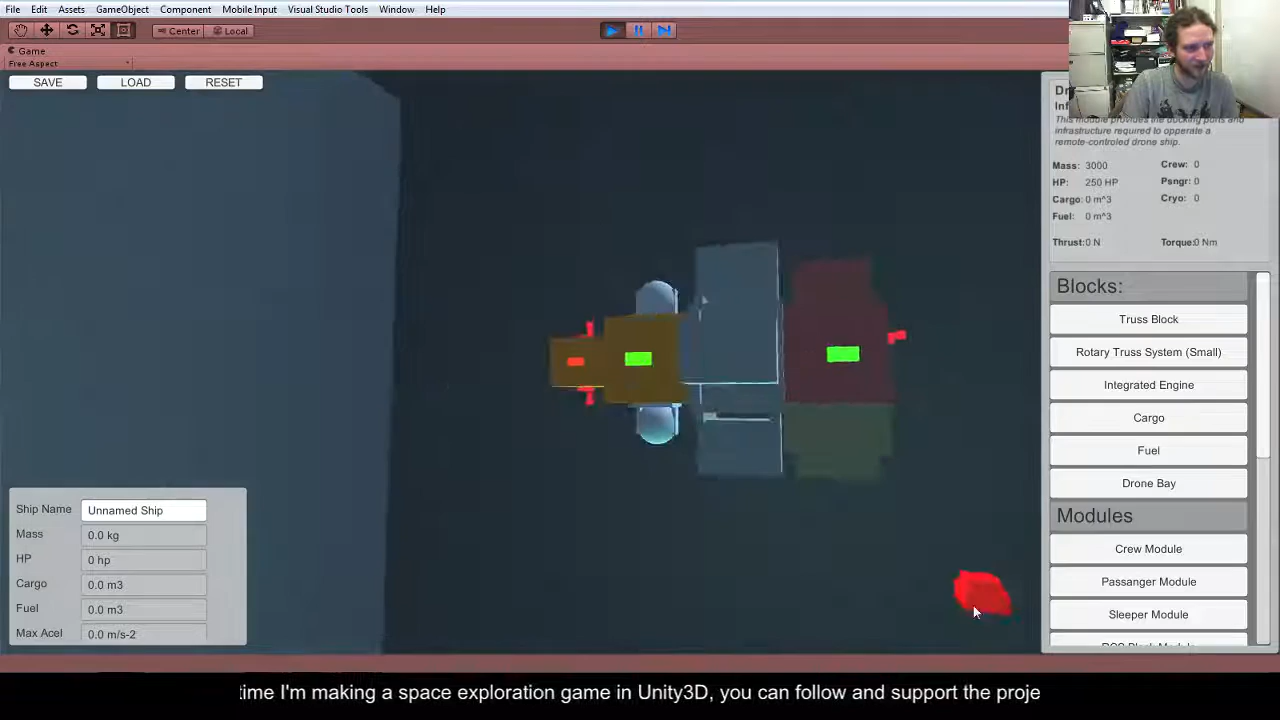 File Edit Assets GameObject Component Mobile Input Visual Studio Tools Window Help
Center Local
Game
Free Aspect
SAVE LOAD RESET
This module provides the docking ports and
infrastructure required to opperate a
remote-controled drone ship.
Mass: 3000 Crew: 0
HP: 250 HP Psngr: 0
Cargo: 0 m^3 Cryo: 0
Fuel: 0 m^3
Thrust:0 N Torque:0 Nm
Blocks:
Truss Block
Rotary Truss System (Small)
Integrated Engine
Cargo
Fuel
Drone Bay
Modules
Crew Module
Passanger Module
Sleeper Module
Ship Name Unnamed Ship
Mass 0.0 kg
HP 0 hp
Cargo 0.0 m3
Fuel 0.0 m3
Max Acel 0.0 m/s-2
time I'm making a space exploration game in Unity3D, you can follow and support the proje